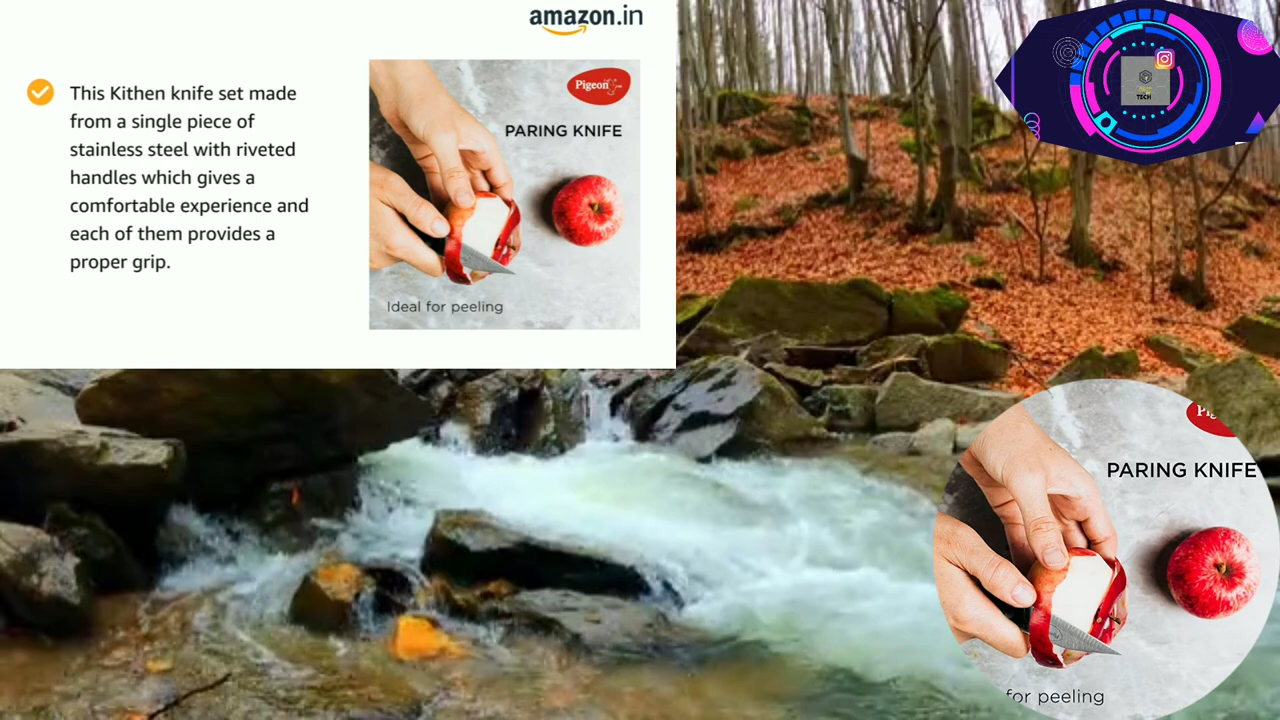 amazon.in
This Kithen knife set made
from a single piece of
stainless steel with riveted
handles which gives a
comfortable experience and
each of them provides a
proper grip.
Pigeon
PARING KNIFE
Ideal for peeling
TECH
PARING KNIFE
for peeling